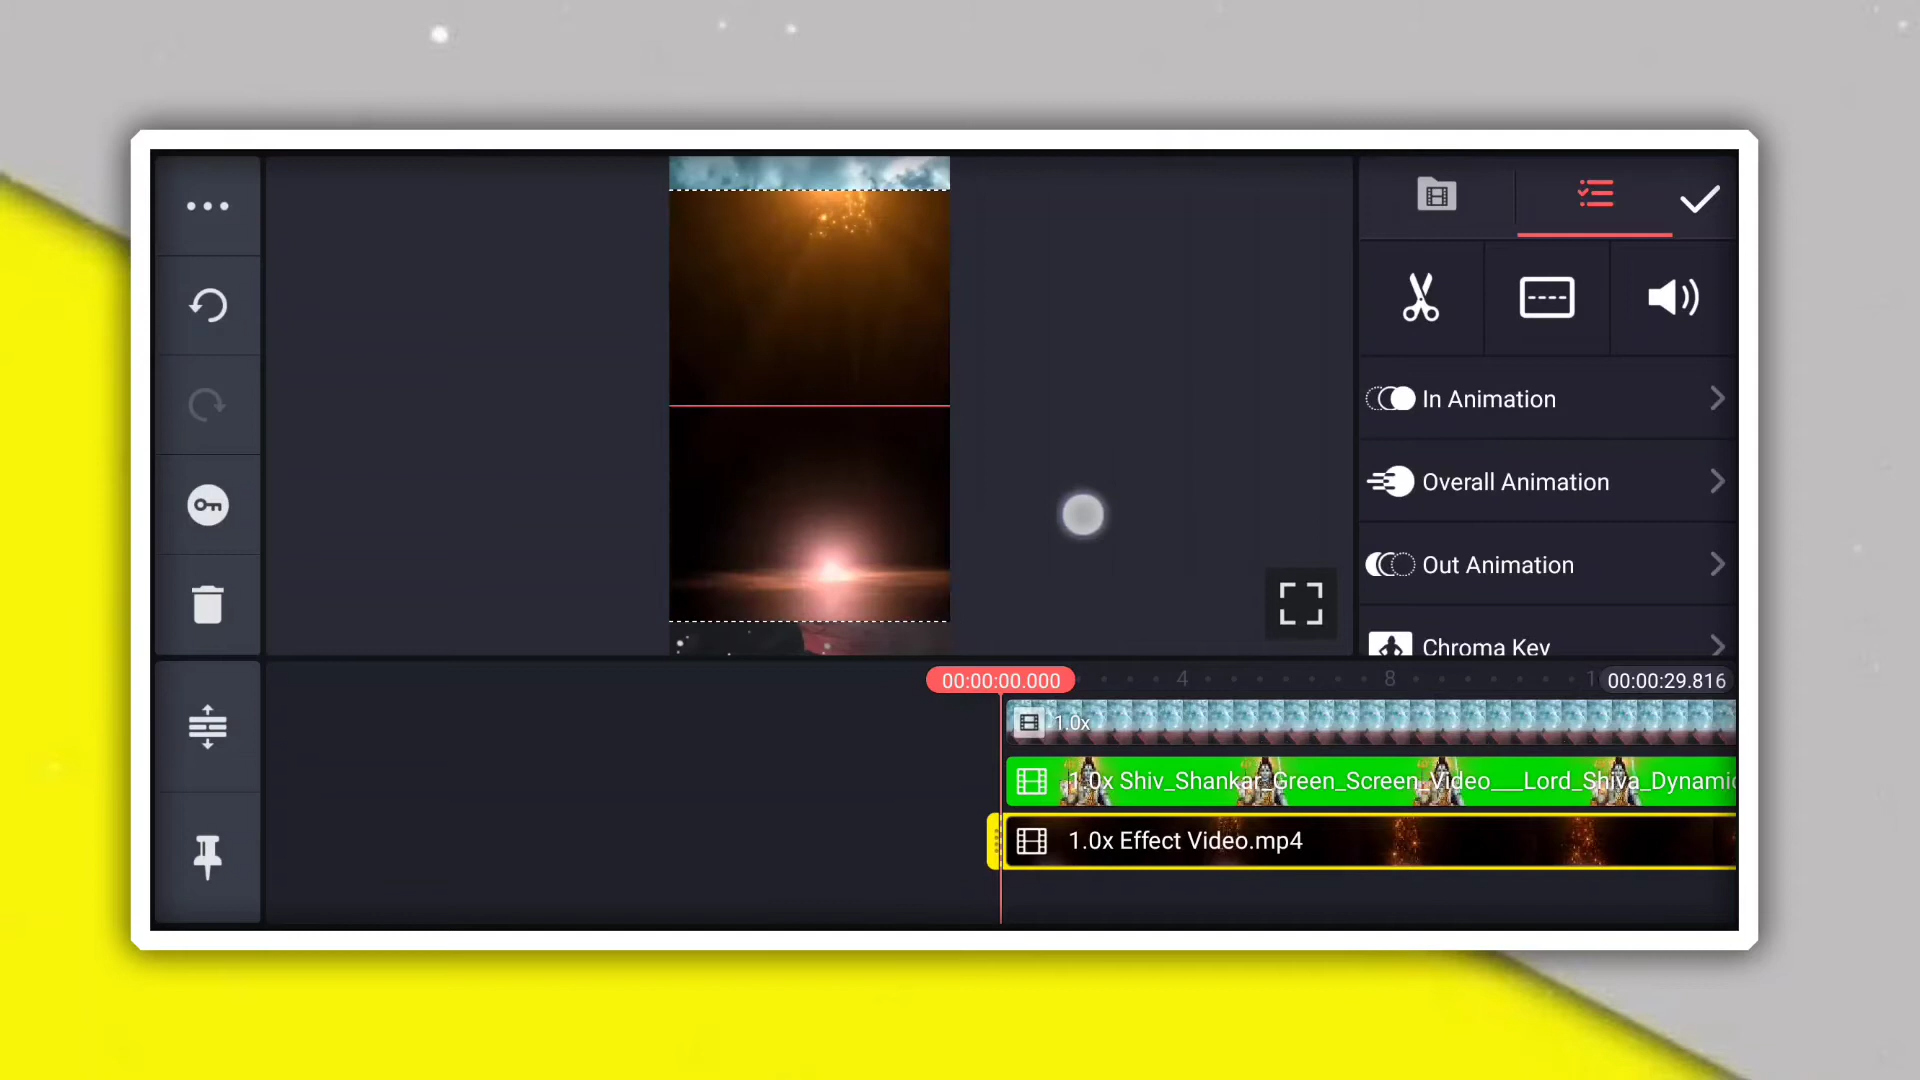 In Animation
Overall Animation
Out Animation
Chroma Key
00:00:00.000
4
8
1
00:00:29.816
1.0x
1.0x Shiv_Shankar_Green_Screen_Video___Lord_Shiva_Dynamic
1.0x Effect Video.mp4